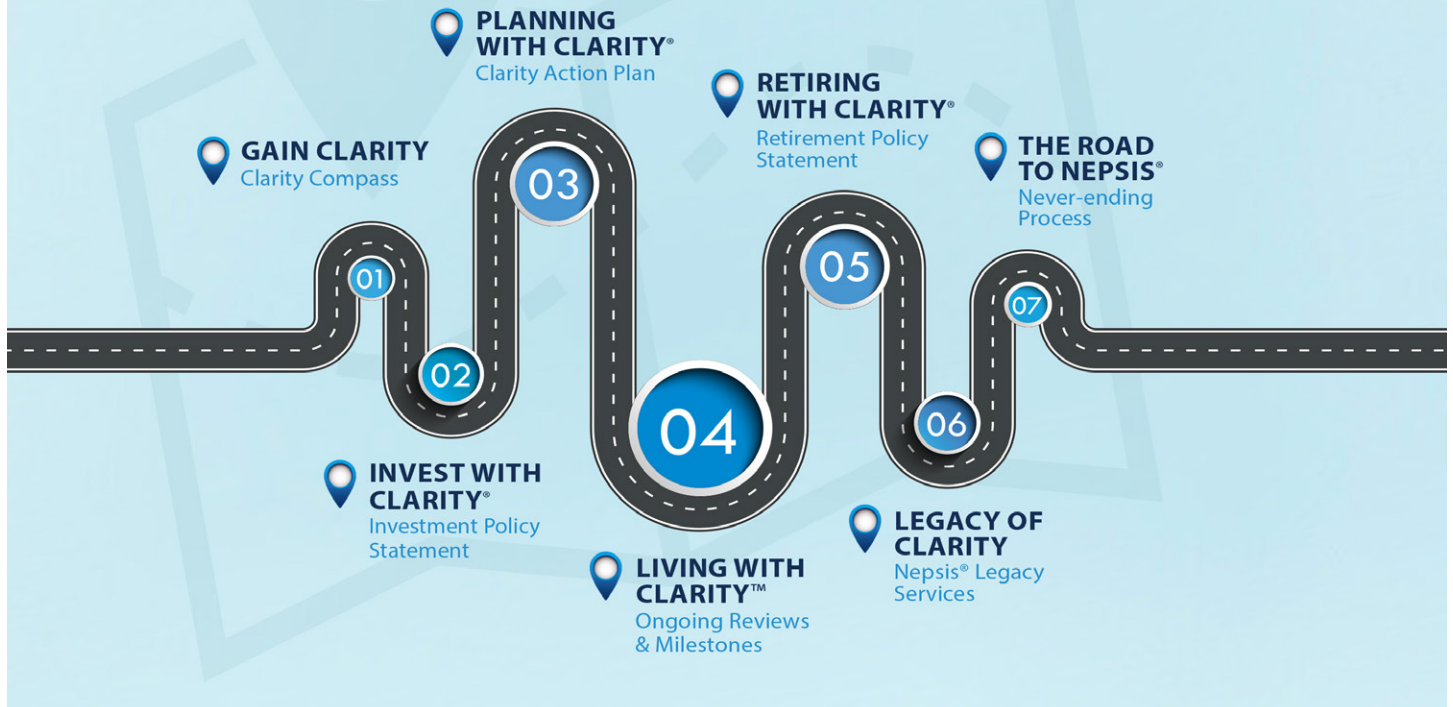 GAIN CLARITY
Clarity Compass
01
INVEST WITH
CLARITY®
Investment Policy
Statement
02
PLANNING
WITH CLARITY®
Clarity Action Plan
03
LIVING WITH
CLARITY™
Ongoing Reviews
& Milestones
04
RETIRING
WITH CLARITY®
Retirement Policy
Statement
05
LEGACY OF
CLARITY
Nepsis® Legacy
Services
06
THE ROAD
TO NEPSIS®
Never-ending
Process
07